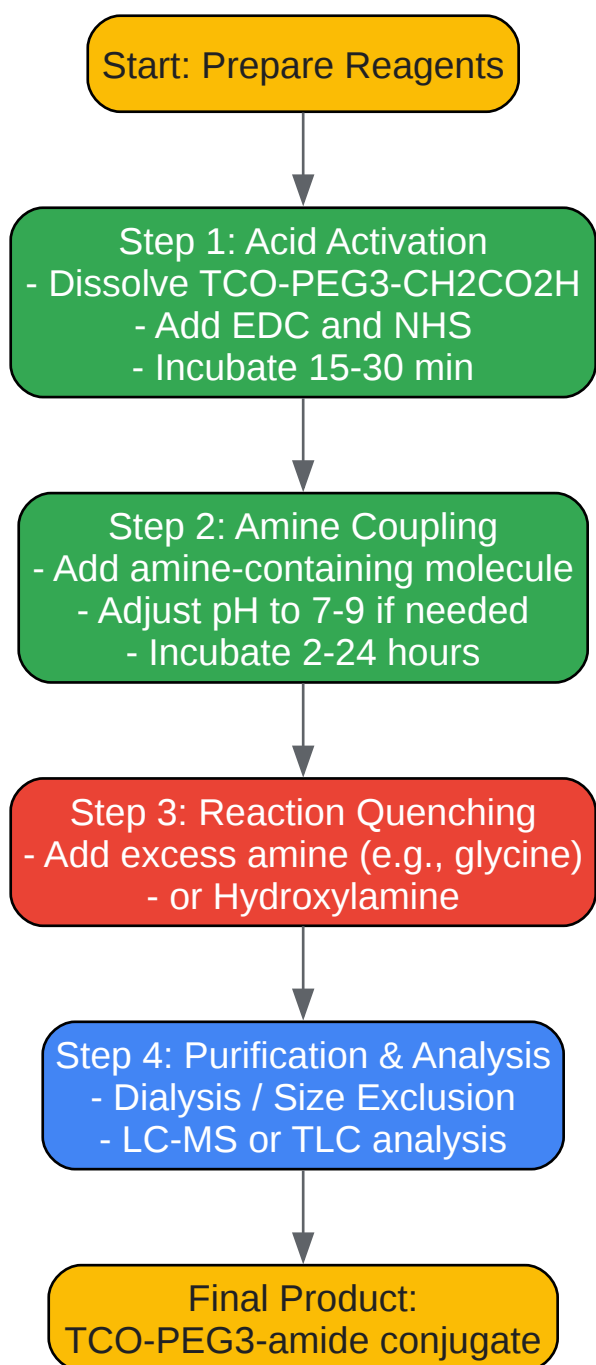 Start: Prepare Reagents
Step 1: Acid Activation
- Dissolve TCO-PEG3-CH2CO2H
- Add EDC and NHS
- Incubate 15-30 min
Step 2: Amine Coupling
- Add amine-containing molecule
- Adjust pH to 7-9 if needed
- Incubate 2-24 hours
Step 3: Reaction Quenching
- Add excess amine (e.g., glycine)
- or Hydroxylamine
Step 4: Purification & Analysis
- Dialysis / Size Exclusion
- LC-MS or TLC analysis
Final Product:
TCO-PEG3-amide conjugate